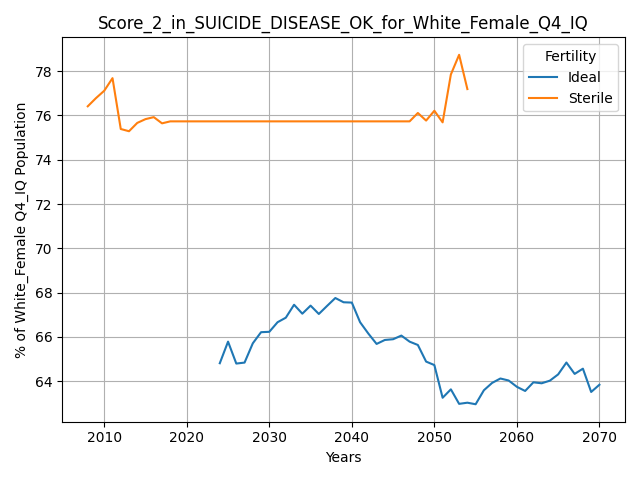 Score_2_in_SUICIDE_DISEASE_OK_for_White_Female_Q4_IQ
% of White_Female Q4_IQ Population
78
76
74
72
70
68
66
64
Fertility
Ideal
Sterile
2010 2020 2030 2040 2050 2060 2070
Years